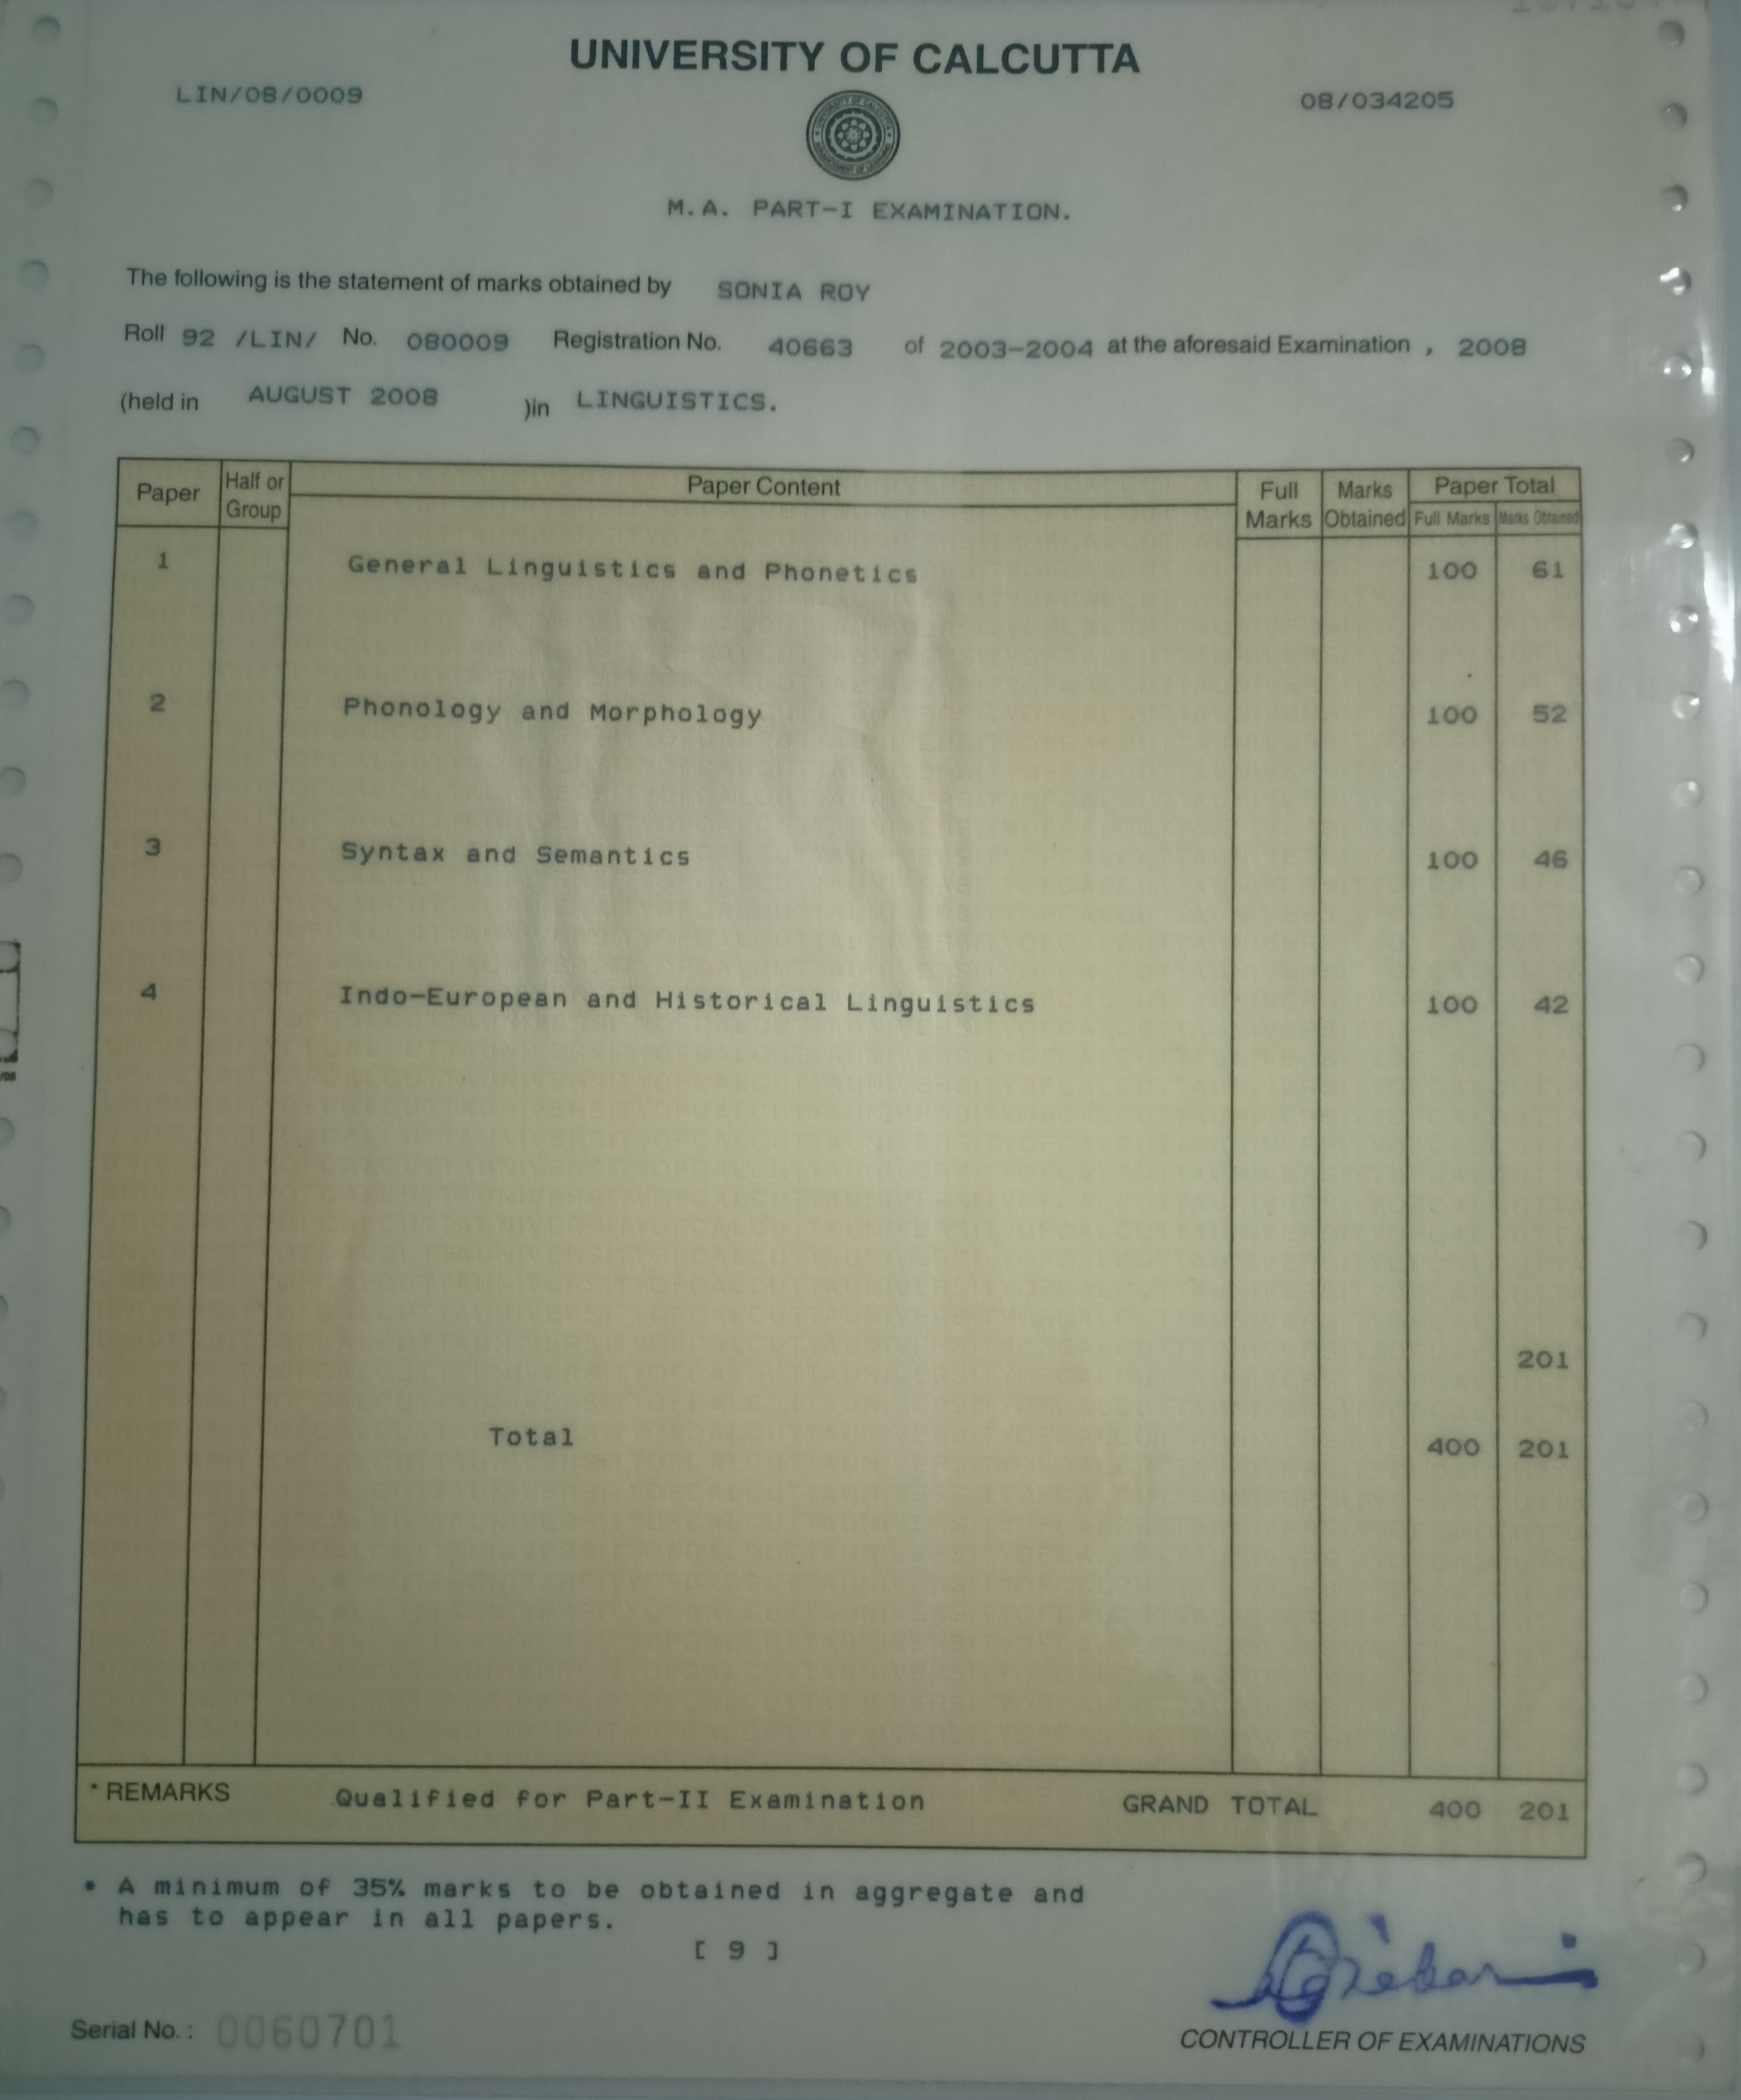 UNIVERSITY OF CALCUTTA
LIN/08/0009 08/034205
M.A. PART-I EXAMINATION.
The following is the statement of marks obtained by SONIA ROY
Roll 92 /LIN/ No. 080009 Registration No. 40663 of 2003-2004 at the aforesaid Examination , 2008
(held in AUGUST 2008 )in LINGUISTICS.
Paper Half or Group Paper Content Full Marks Marks Obtained Paper Total
Full Marks Marks Obtained
1 General Linguistics and Phonetics 100 61
2 Phonology and Morphology 100 52
3 Syntax and Semantics 100 46
4 Indo-European and Historical Linguistics 100 42
201
Total 400 201
* REMARKS Qualified for Part-II Examination GRAND TOTAL 400 201
* A minimum of 35% marks to be obtained in aggregate and
has to appear in all papers.
[ 9 ]
Serial No. : 0060701
CONTROLLER OF EXAMINATIONS